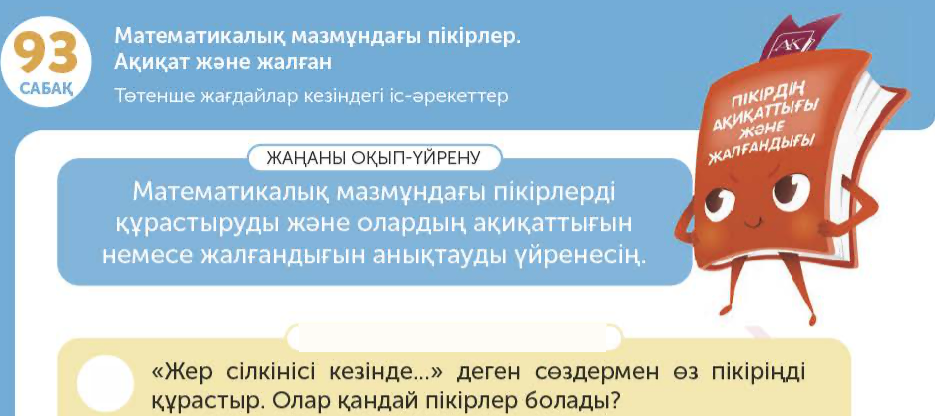 93
САБАҚ
Математикалық мазмұндағы пікірлер.
Ақиқат және жалған
Төтенше жағдайлар кезіндегі іс-әрекеттер
АЖ
ПІКІРДІҢ
АҚИҚАТТЫҒЫ
ЖӘНЕ
ЖАЛҒАНДЫҒЫ
ЖАҢАНЫ ОҚЫП-ҮЙРЕНУ
Математикалық мазмұндағы пікірлерді
құрастыруды және олардың ақиқаттығын
немесе жалғандығын анықтауды үйренесің.
«Жер сілкінісі кезінде...» деген сөздермен өз пікіріңді
құрастыр. Олар қандай пікірлер болады?